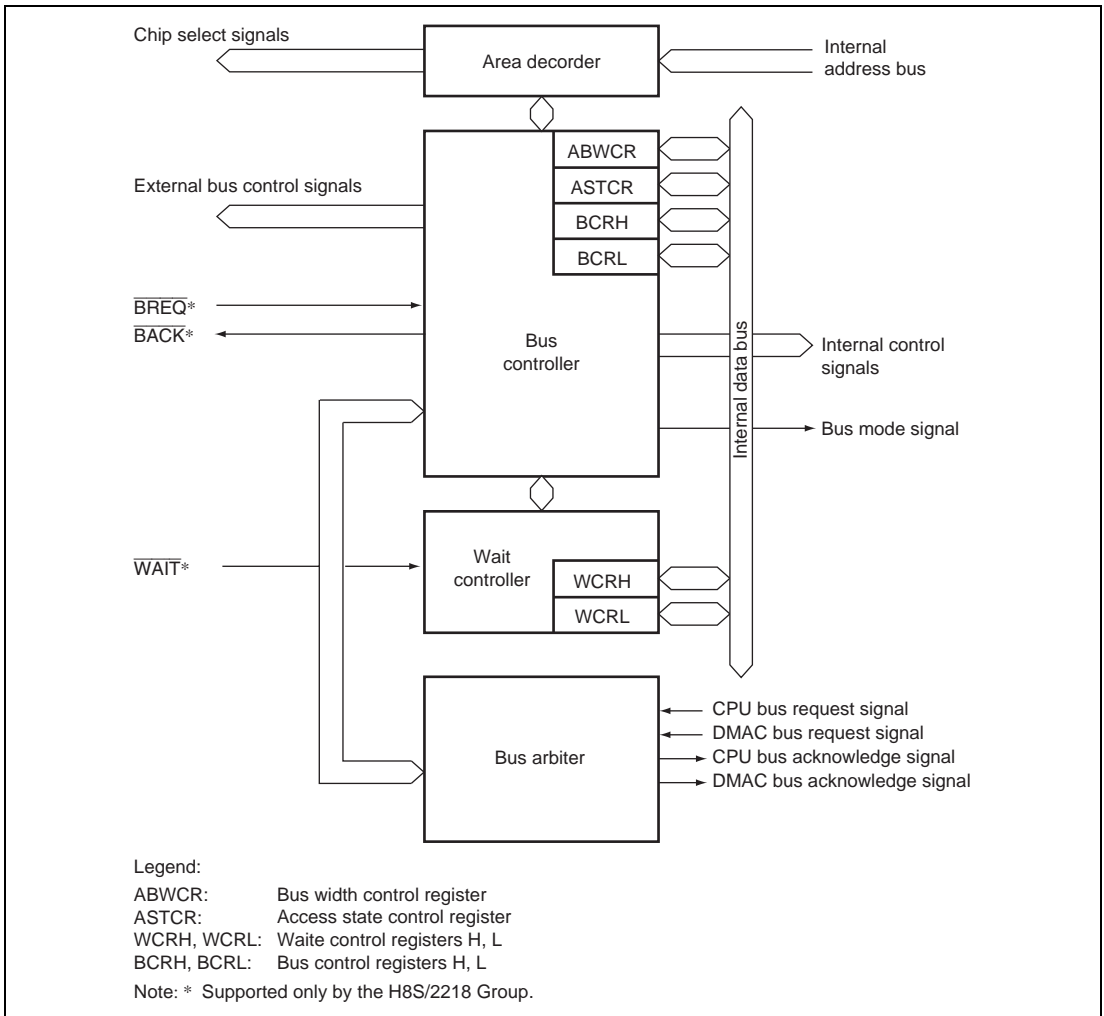 Chip select signals
Area decorder
Internal
address bus
ABWCR
ASTCR
External bus control signals
BCRH
BCRL
BREQ*
BACK*
Bus
controller
Internal data bus
Internal control
signals
Bus mode signal
WAIT*
Wait
controller
WCRH
WCRL
CPU bus request signal
DMAC bus request signal
Bus arbiter
CPU bus acknowledge signal
DMAC bus acknowledge signal
Legend:
ABWCR: Bus width control register
ASTCR: Access state control register
WCRH, WCRL: Waite control registers H, L
BCRH, BCRL: Bus control registers H, L
Note: * Supported only by the H8S/2218 Group.